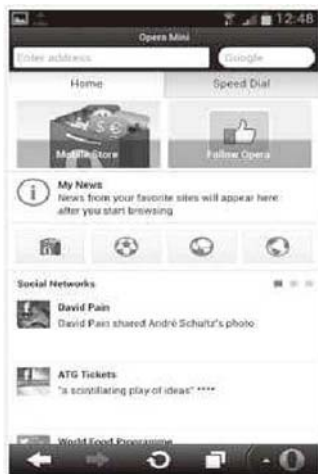 12:48
Opera Mini
Enter address
Google
Home
Speed Dial
Mobile Store
Follow Opera
My News
News from your favorite sites will appear here
after you start browsing
Social Networks
David Pain
David Pain shared André Schultz's photo
ATG Tickets
"a scintillating play of ideas" ****
World Food Programme